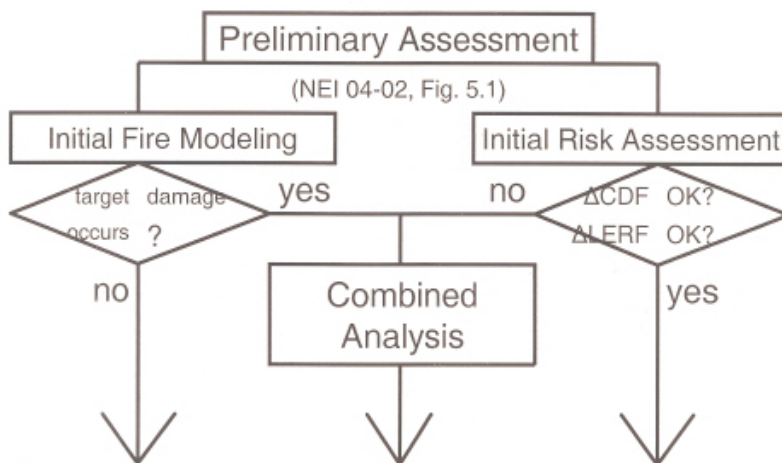 Preliminary Assessment
(NEI 04-02, Fig. 5.1)
Initial Fire Modeling
Initial Risk Assessment
target damage
occurs ?
yes
no
ΔCDF OK?
ΔLERF OK?
no
Combined
Analysis
yes